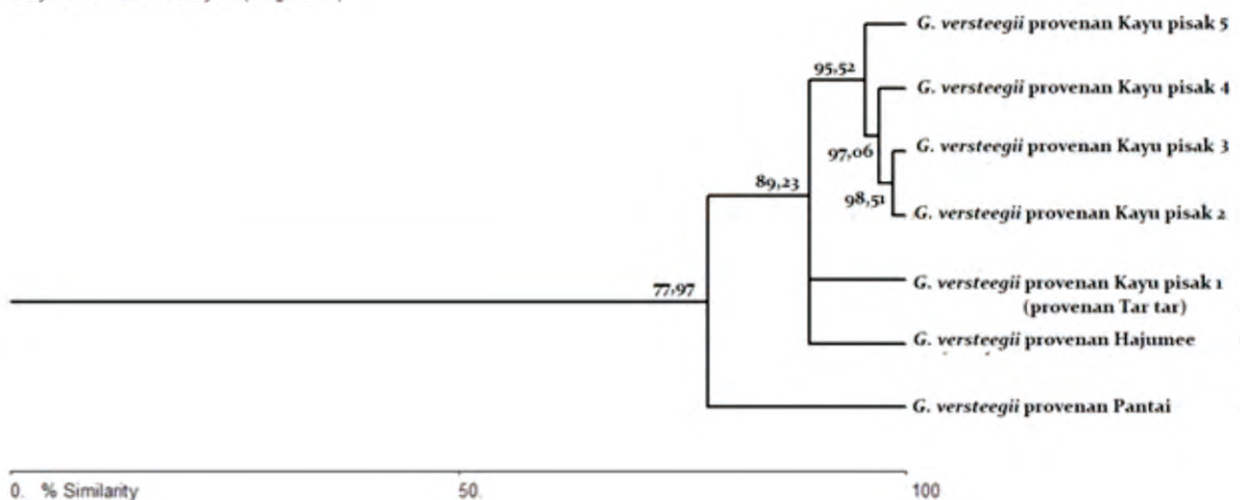 G. versteegii provenan Kayu pisak 5
95,52
G. versteegii provenan Kayu pisak 4
97,06
G. versteegii provenan Kayu pisak 3
89,23
98,51
G. versteegii provenan Kayu pisak 2
77,97
G. versteegii provenan Kayu pisak 1
(provenan Tar tar)
G. versteegii provenan Hajumee
G. versteegii provenan Pantai
0. % Similarity 50. 100